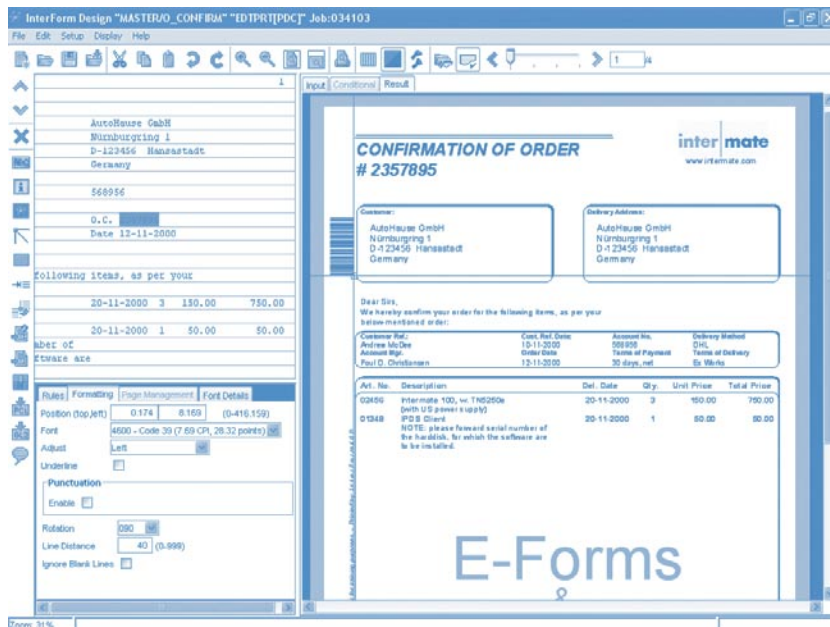 InterForm Design "MASTER/O_CONFIRM" "EDTPRT[PDC]" Job:034103
File Edit Setup Display Help
1 /4
1
AutoHause GmbH
Nürnburgring 1
D-123456 Hansastadt
Germany
568956
O.C.
Date 12-11-2000
following items, as per your
20-11-2000 3 150.00 750.00
20-11-2000 1 50.00 50.00
aber of
ftware are
Rules Formatting Page Management Font Details
Position (top,left) 0.174 8.169 (0-416.159)
Font 4600 - Code 39 (7.69 CPI, 28.32 points)
Adjust Left
Underline
Punctuation
Enable
Rotation 090
Line Distance 40 (0-999)
Ignore Blank Lines
Input Conditional Result
CONFIRMATION OF ORDER
# 2357895
inter mate
www.intermate.com
Customer:
AutoHause GmbH
Nürnburgring 1
D-123456 Hansastadt
Germany
Delivery Address:
AutoHause GmbH
Nürnburgring 1
D-123456 Hansastadt
Germany
Dear Sirs,
We hereby confirm your order for the following items, as per your
below mentioned order:
Customer Ref.: Cust. Ref. Date: Account No. Delivery Method
Andrew McDee 10-11-2000 568956 DHL
Account Mgr. Order Date Terms of Payment Terms of Delivery
Poul D. Christiansen 12-11-2000 30 days, net Ex Works
Art. No. Description Del. Date Qty. Unit Price Total Price
02456 Intermate 100, w. TN5250e 20-11-2000 3 150.00 750.00
(with US power supply)
01348 IPDS Client 20-11-2000 1 50.00 50.00
NOTE: please forward serial number of
the harddisk, for which the software are
to be installed.
E-Forms
&
Zoom: 31%